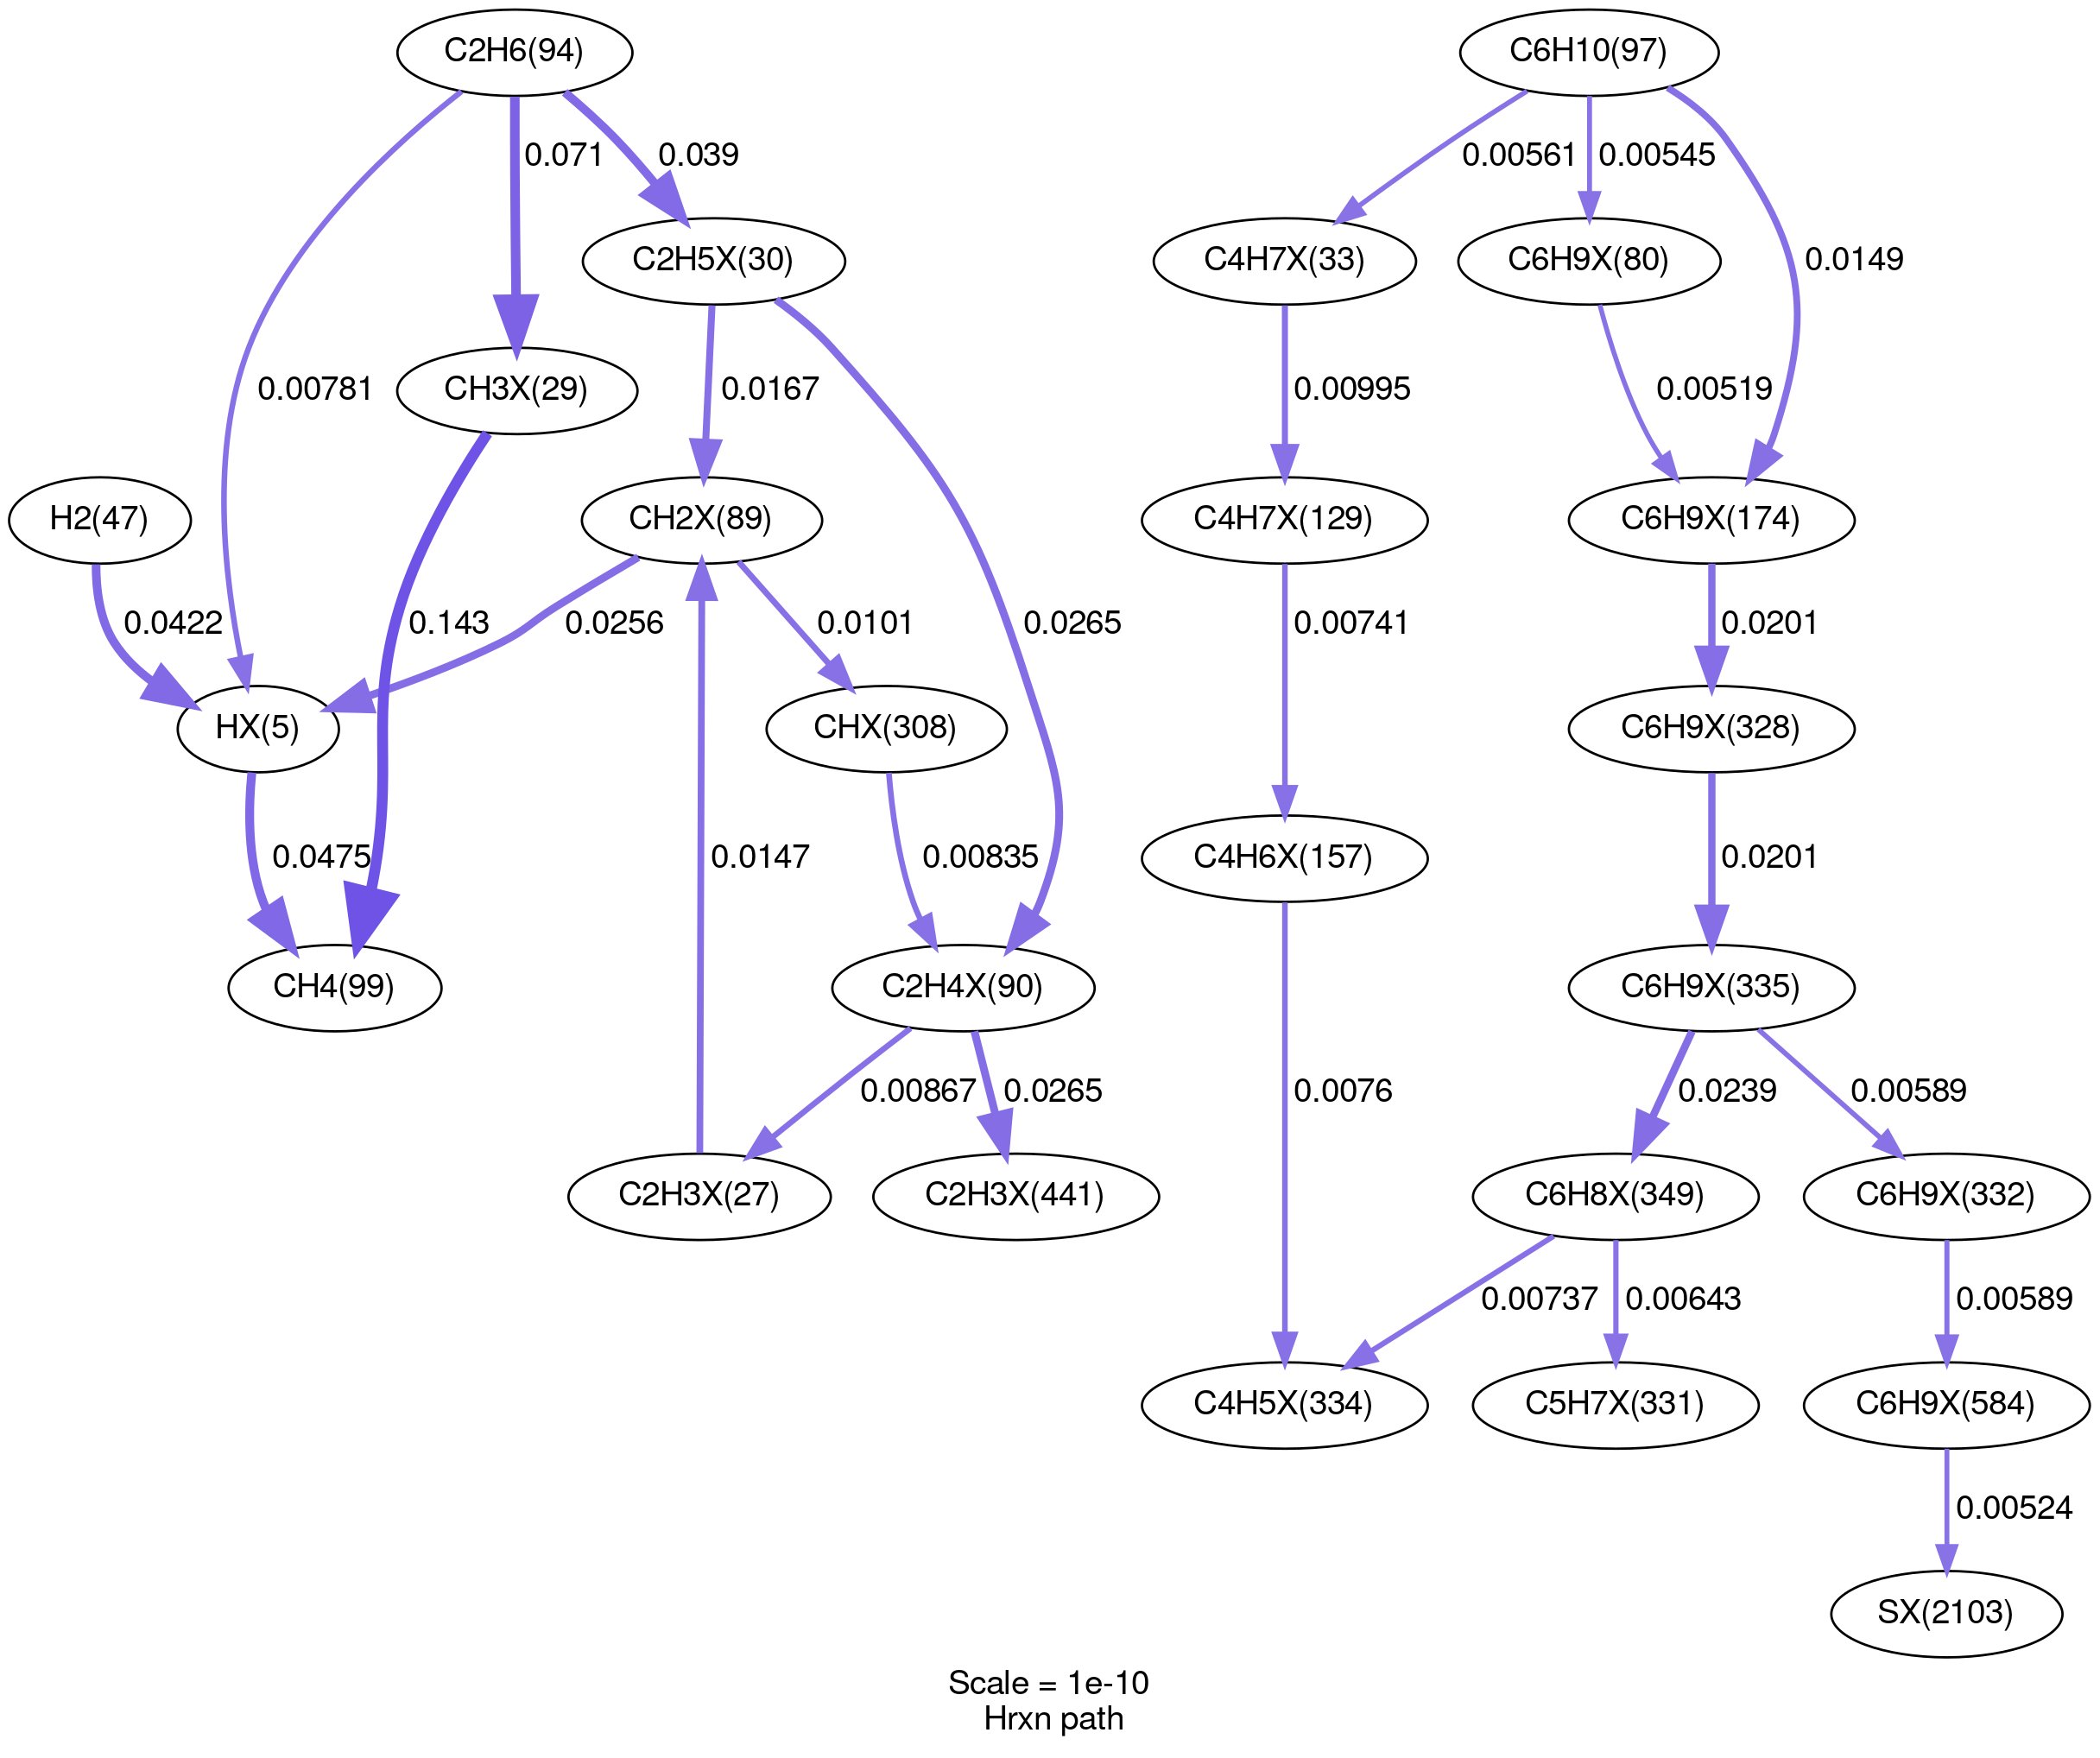 C2H6(94)
C6H10(97)
0.071
0.039
0.00561
0.00545
C2H5X(30)
C4H7X(33)
C6H9X(80)
0.0149
0.00781
CH3X(29)
0.0167
0.00995
0.00519
H2(47)
CH2X(89)
C4H7X(129)
C6H9X(174)
0.0422
0.143
0.0256
0.0101
0.0265
0.00741
0.0201
HX(5)
CHX(308)
C6H9X(328)
0.0475
0.0147
0.00835
C4H6X(157)
0.0201
CH4(99)
C2H4X(90)
C6H9X(335)
0.00867
0.0265
0.0076
0.0239
0.00589
C2H3X(27)
C2H3X(441)
C6H8X(349)
C6H9X(332)
0.00737
0.00643
0.00589
C4H5X(334)
C5H7X(331)
C6H9X(584)
0.00524
SX(2103)
Scale = 1e-10
Hrxn path